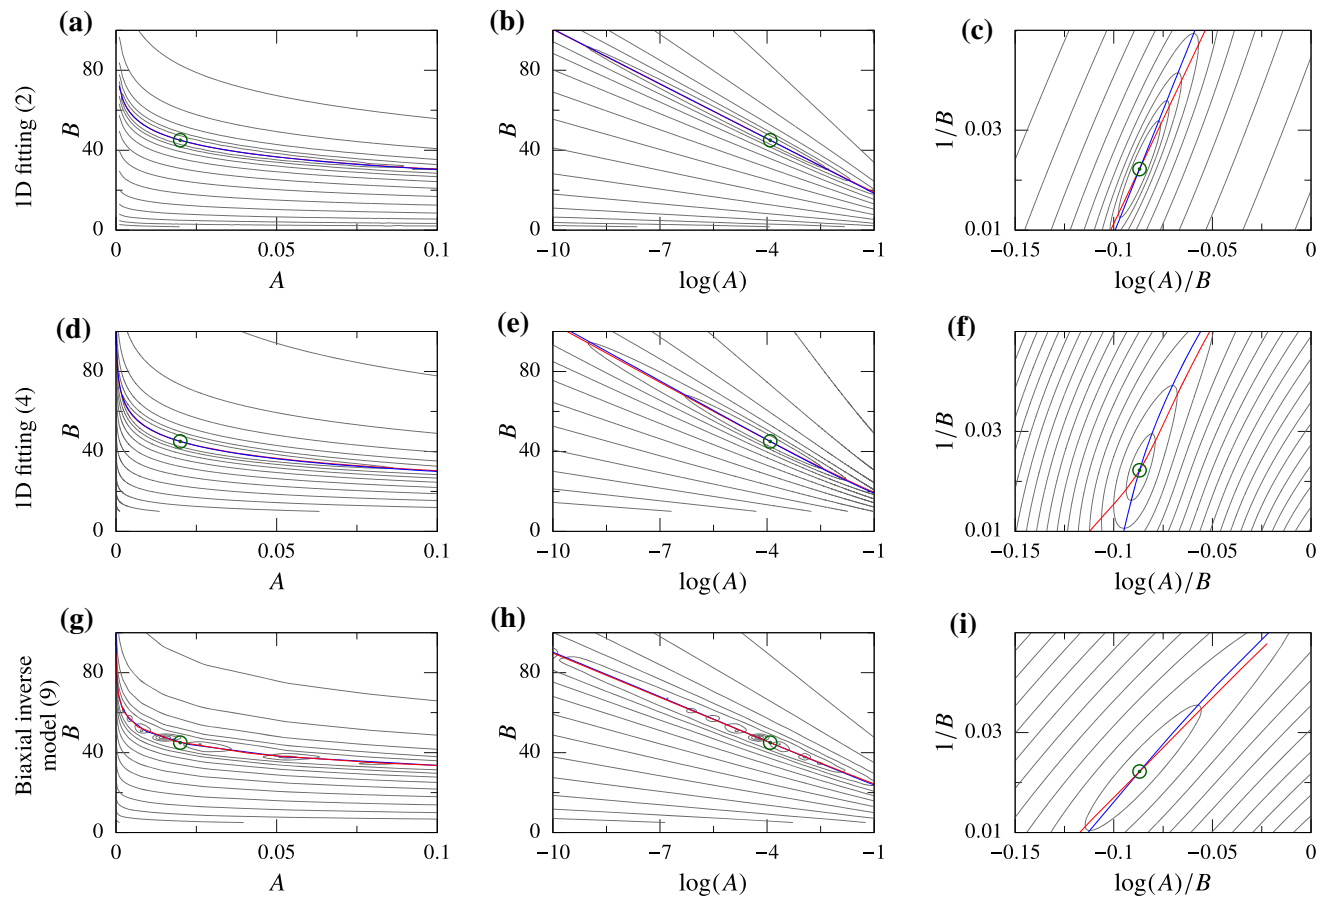 (a)
1D fitting (2)
B
80
40
0
0
0.05
0.1
A
(b)
B
80
40
0
−10
−7
−4
−1
log(A)
(c)
1/B
0.03
0.01
−0.15
−0.1
−0.05
0
log(A)/B
(d)
1D fitting (4)
B
80
40
0
0
0.05
0.1
A
(e)
B
80
40
0
−10
−7
−4
−1
log(A)
(f)
1/B
0.03
0.01
−0.15
−0.1
−0.05
0
log(A)/B
(g)
Biaxial inverse
model (9)
B
80
40
0
0
0.05
0.1
A
(h)
B
80
40
0
−10
−7
−4
−1
log(A)
(i)
1/B
0.03
0.01
−0.15
−0.1
−0.05
0
log(A)/B